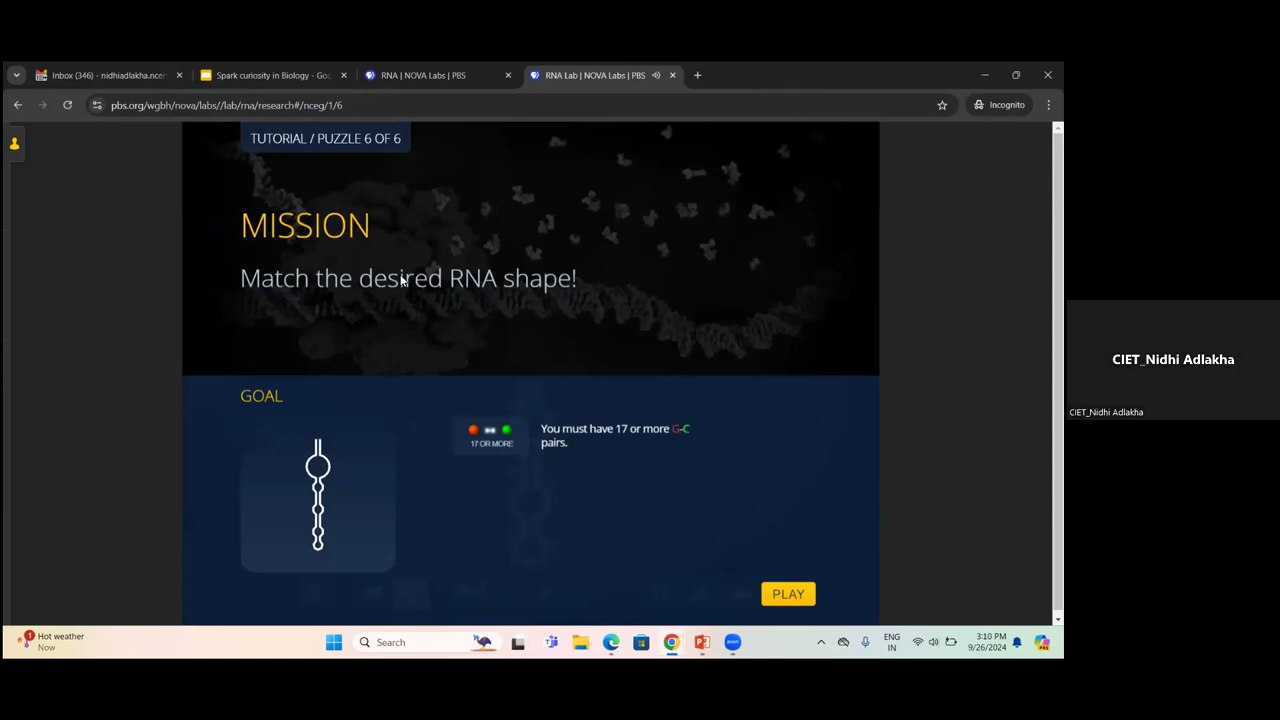 Inbox (346) - nidhiadlakha.ncer
Spark curiosity in Biology - Goo
RNA | NOVA Labs | PBS
RNA Lab | NOVA Labs | PBS
pbs.org/wgbh/nova/labs//lab/rna/research#/nceg/1/6
Incognito
TUTORIAL / PUZZLE 6 OF 6
MISSION
Match the desired RNA shape!
GOAL
17 OR MORE
You must have 17 or more G-C
pairs.
PLAY
CIET_Nidhi Adlakha
CIET_Nidhi Adlakha
1
Hot weather
Now
Search
ENG
IN
3:10 PM
9/26/2024